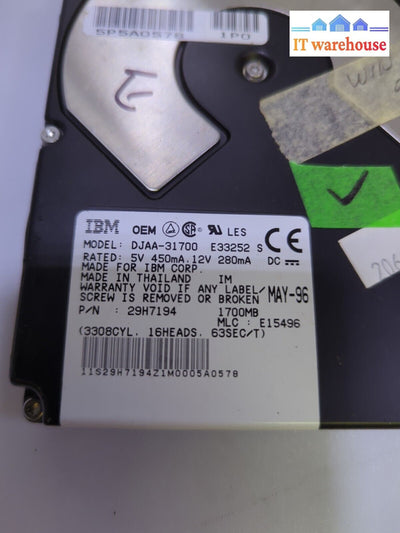 IT warehouse
5P5A0578 1P0
WIN
IBM OEM LES
MODEL: DJAA-31700 E33252 S CE
RATED: 5V 450mA.12V 280mA DC
MADE FOR IBM CORP.
MADE IN THAILAND IM
WARRANTY VOID IF ANY LABEL/
SCREW IS REMOVED OR BROKEN MAY-96
P/N : 29H7194 1700MB
MLC : E15496
(3308CYL. 16HEADS. 63SEC/T)
11S29H7194Z1M0005A0578
206